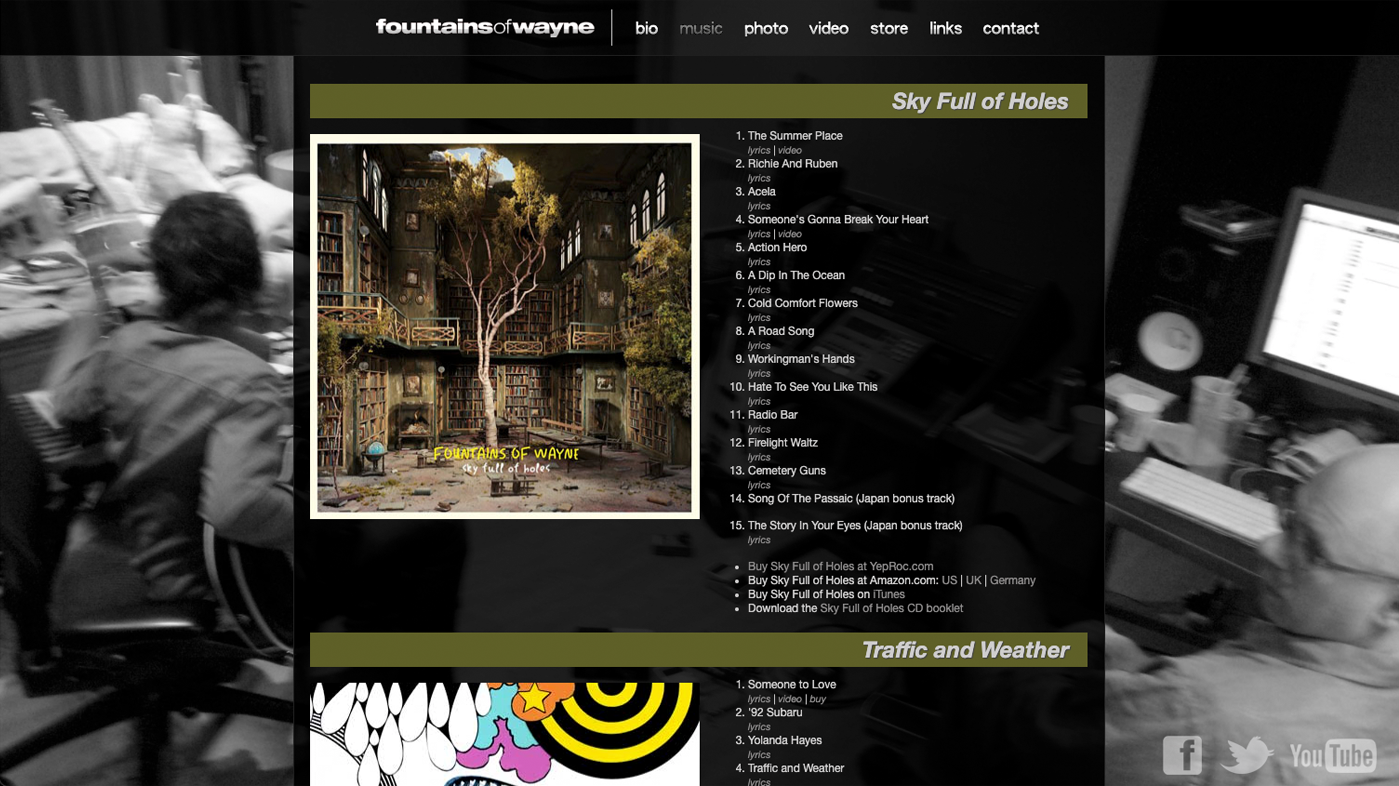 fountainsofwayne
bio music photo video store links contact
Sky Full of Holes
FOUNTAINS OF WAYNE
sky full of holes
1. The Summer Place
lyrics | video
2. Richie And Ruben
lyrics
3. Acela
lyrics
4. Someone's Gonna Break Your Heart
lyrics | video
5. Action Hero
lyrics
6. A Dip In The Ocean
lyrics
7. Cold Comfort Flowers
lyrics
8. A Road Song
lyrics
9. Workingman's Hands
lyrics
10. Hate To See You Like This
lyrics
11. Radio Bar
lyrics
12. Firelight Waltz
lyrics
13. Cemetery Guns
lyrics
14. Song Of The Passaic (Japan bonus track)
15. The Story In Your Eyes (Japan bonus track)
lyrics
• Buy Sky Full of Holes at YepRoc.com
• Buy Sky Full of Holes at Amazon.com: US | UK | Germany
• Buy Sky Full of Holes on iTunes
• Download the Sky Full of Holes CD booklet
Traffic and Weather
1. Someone to Love
lyrics | video | buy
2. '92 Subaru
lyrics
3. Yolanda Hayes
lyrics
4. Traffic and Weather
lyrics
f
YouTube